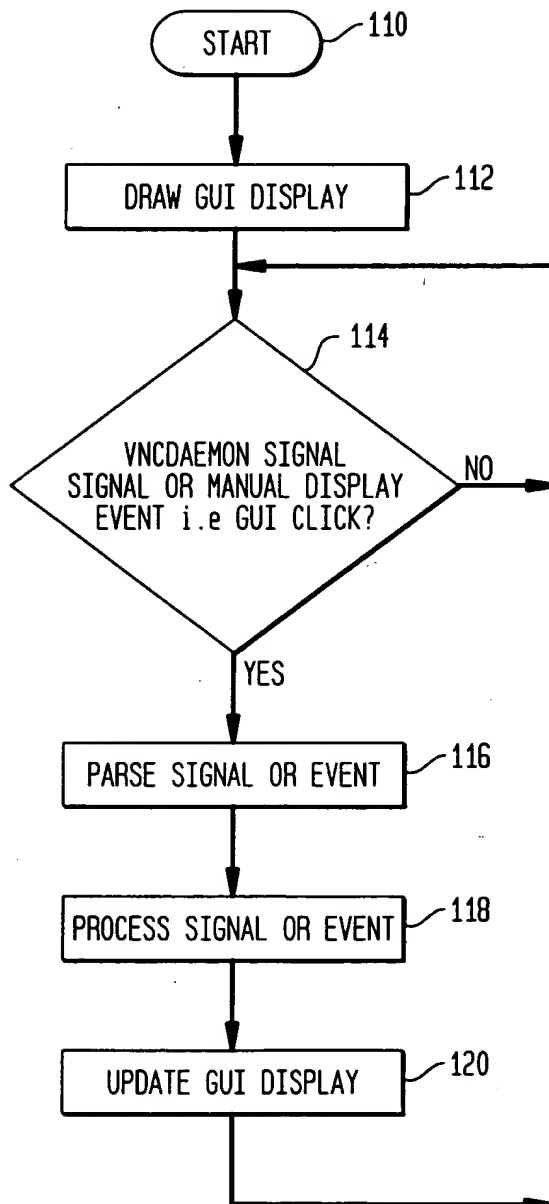 START
110
DRAW GUI DISPLAY
112
114
VNCDAEMON SIGNAL
SIGNAL OR MANUAL DISPLAY
EVENT i.e GUI CLICK?
NO
YES
PARSE SIGNAL OR EVENT
116
PROCESS SIGNAL OR EVENT
118
UPDATE GUI DISPLAY
120